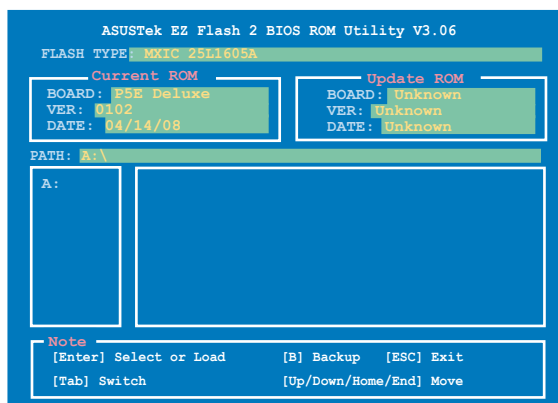 ASUSTek EZ Flash 2 BIOS ROM Utility V3.06
FLASH TYPE: MXIC 25L1605A
Current ROM
BOARD: P5E Deluxe
VER: 0102
DATE: 04/14/08
Update ROM
BOARD: Unknown
VER: Unknown
DATE: Unknown
PATH: A:\
A:
Note
[Enter] Select or Load [B] Backup [ESC] Exit
[Tab] Switch [Up/Down/Home/End] Move